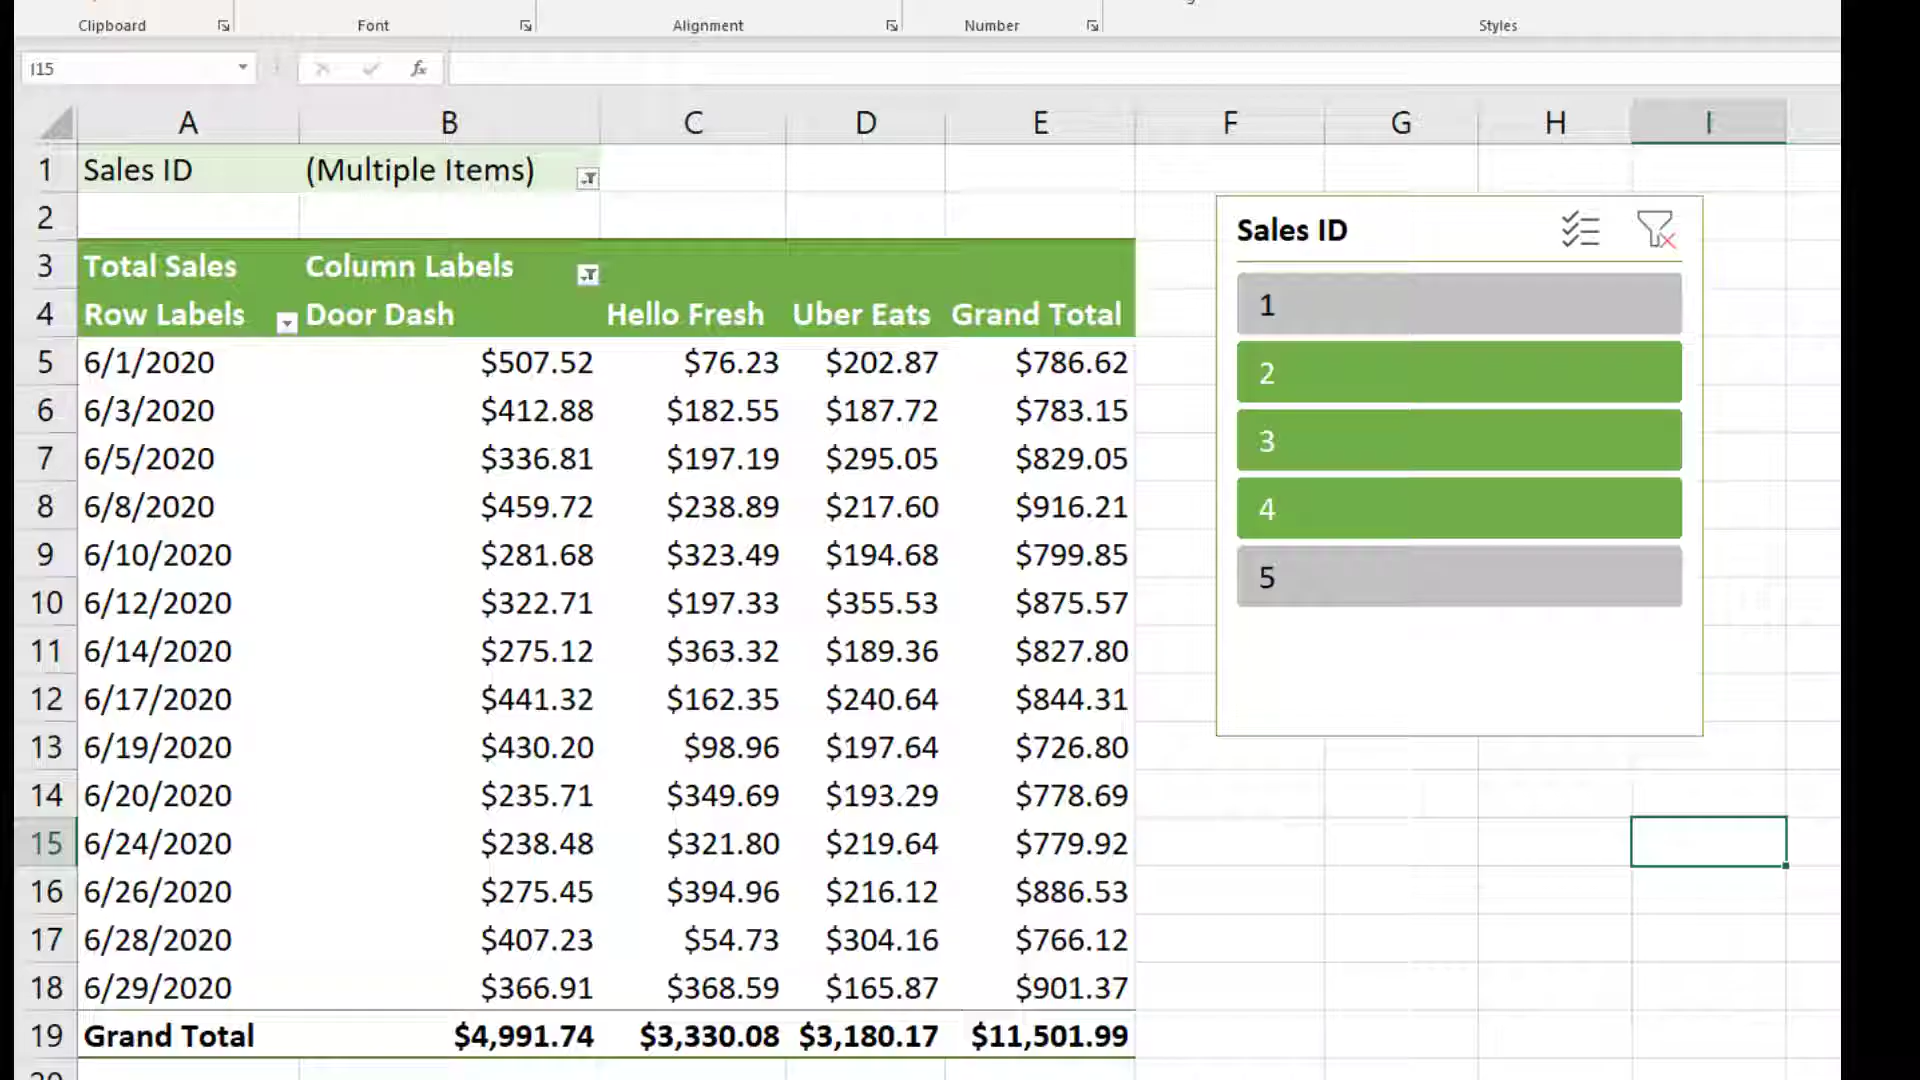 Clipboard Font Alignment Number Styles
I15 fx
A B C D E F G H I
1 Sales ID (Multiple Items)
2
3 Total Sales Column Labels
4 Row Labels Door Dash Hello Fresh Uber Eats Grand Total
5 6/1/2020 $507.52 $76.23 $202.87 $786.62
6 6/3/2020 $412.88 $182.55 $187.72 $783.15
7 6/5/2020 $336.81 $197.19 $295.05 $829.05
8 6/8/2020 $459.72 $238.89 $217.60 $916.21
9 6/10/2020 $281.68 $323.49 $194.68 $799.85
10 6/12/2020 $322.71 $197.33 $355.53 $875.57
11 6/14/2020 $275.12 $363.32 $189.36 $827.80
12 6/17/2020 $441.32 $162.35 $240.64 $844.31
13 6/19/2020 $430.20 $98.96 $197.64 $726.80
14 6/20/2020 $235.71 $349.69 $193.29 $778.69
15 6/24/2020 $238.48 $321.80 $219.64 $779.92
16 6/26/2020 $275.45 $394.96 $216.12 $886.53
17 6/28/2020 $407.23 $54.73 $304.16 $766.12
18 6/29/2020 $366.91 $368.59 $165.87 $901.37
19 Grand Total $4,991.74 $3,330.08 $3,180.17 $11,501.99
Sales ID
1
2
3
4
5